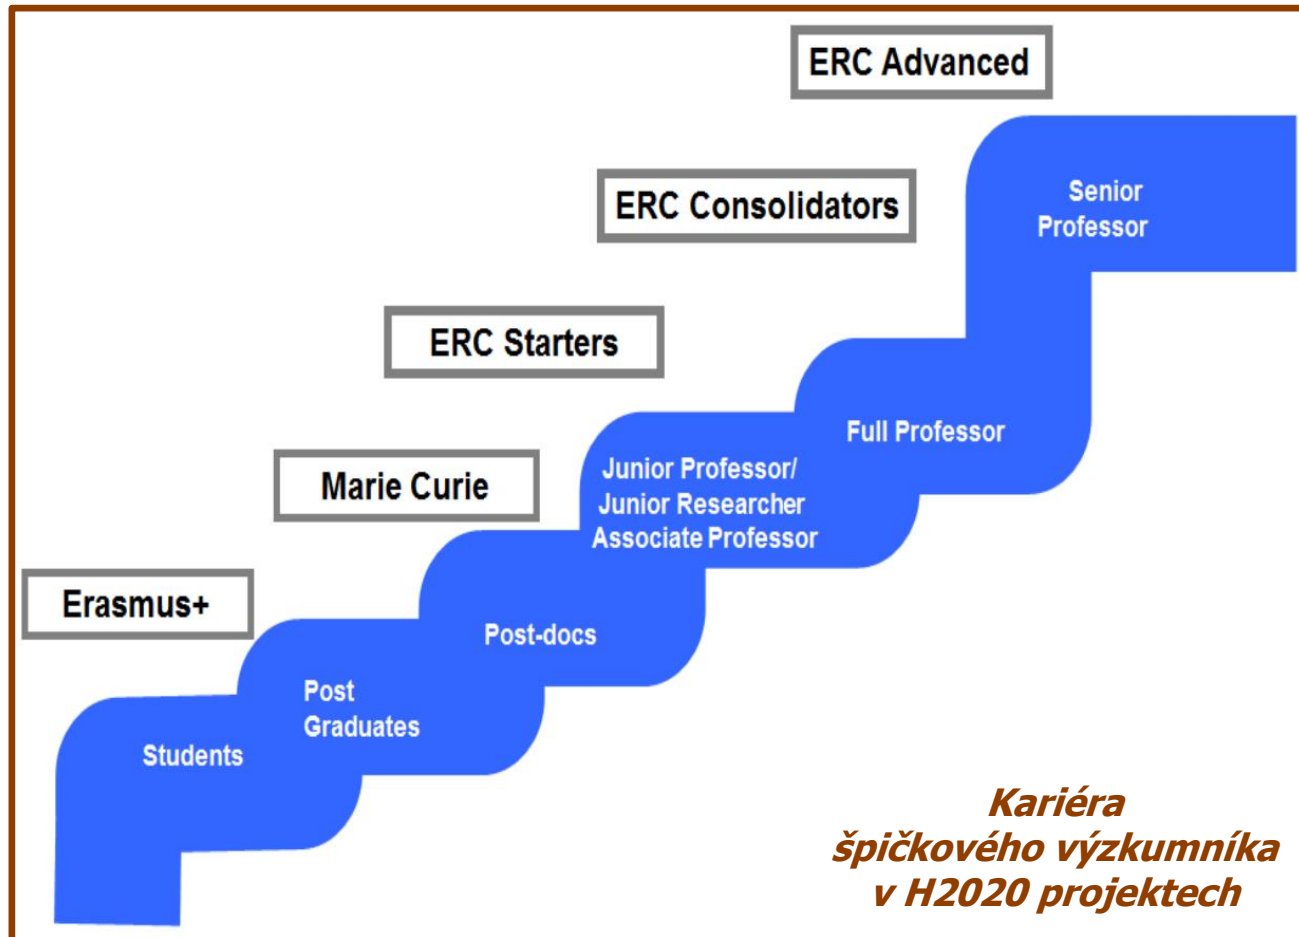 ERC Advanced
Senior
Professor
ERC Consolidators
ERC Starters
Full Professor
Marie Curie
Junior Professor/
Junior Researcher
Associate Professor
Erasmus+
Post-docs
Post
Graduates
Students
Kariéra
špičkového výzkumníka
v H2020 projektech